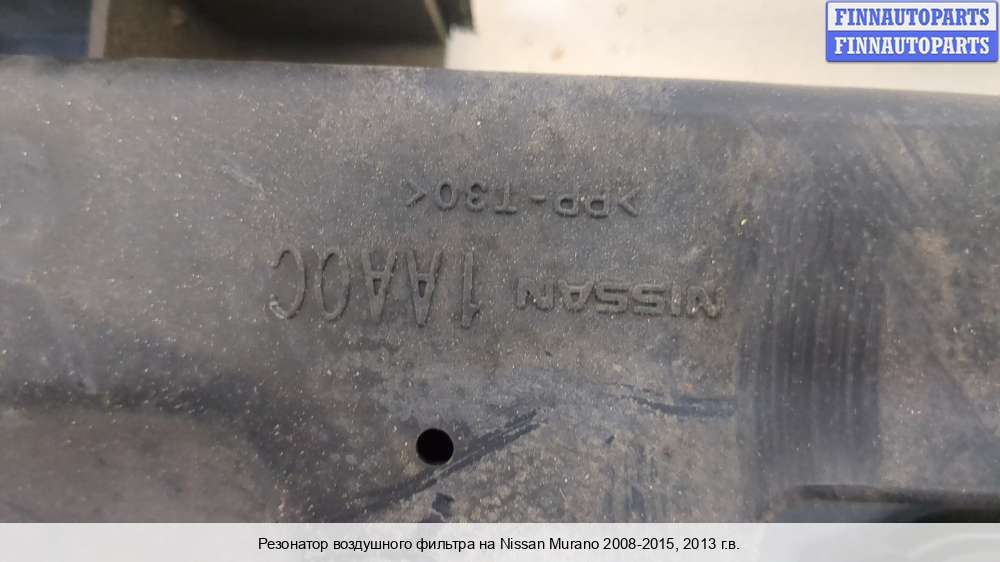 FINNAUTOPARTS
FINNAUTOPARTS
>PP-T30<
NISSAN 1AA0C
Резонатор воздушного фильтра на Nissan Murano 2008-2015, 2013 г.в.